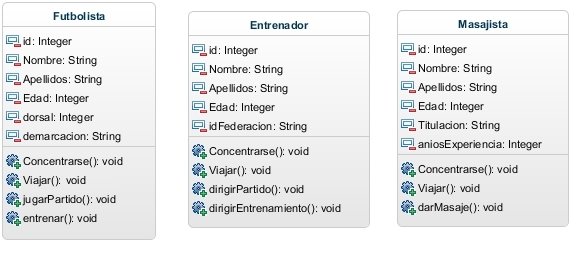 Futbolista
id: Integer
Nombre: String
Apellidos: String
Edad: Integer
dorsal: Integer
demarcacion: String
Concentrarse(): void
Viajar(): void
jugarPartido(): void
entrenar(): void
Entrenador
id: Integer
Nombre: String
Apellidos: String
Edad: Integer
idFederacion: String
Concentrarse(): void
Viajar(): void
dirigirPartido(): void
dirigirEntrenamiento(): void
Masajista
id: Integer
Nombre: String
Apellidos: String
Edad: Integer
Titulacion: String
aniosExperiencia: Integer
Concentrarse(): void
Viajar(): void
darMasaje(): void